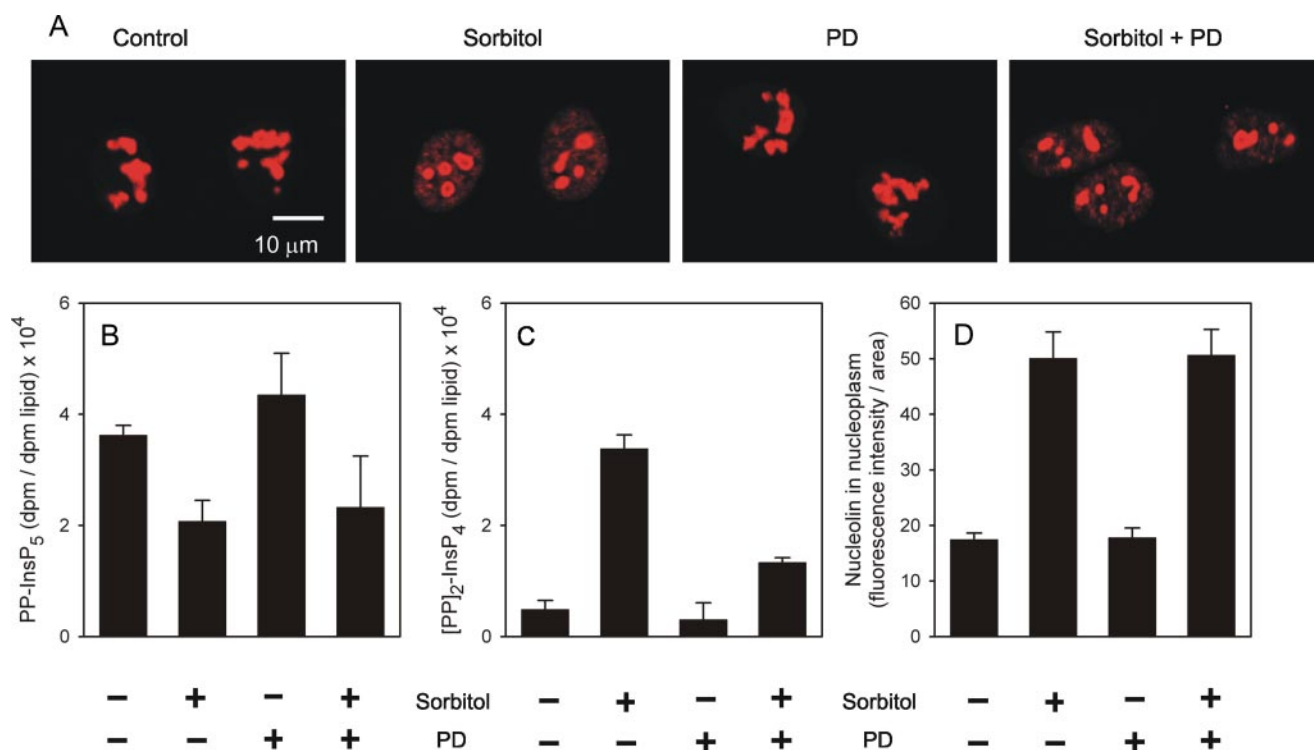 A
Control
Sorbitol
PD
Sorbitol + PD
10 μm
B
PP-InsP5 (dpm / dpm lipid) x 10^4
6
4
2
0
C
[PP]2-InsP4 (dpm / dpm lipid) x 10^4
6
4
2
0
D
Nucleolin in nucleoplasm
(fluorescence intensity / area)
60
50
40
30
20
10
0
− + − + Sorbitol − + − + Sorbitol − + − +
− − + + PD − − + + PD − − + +